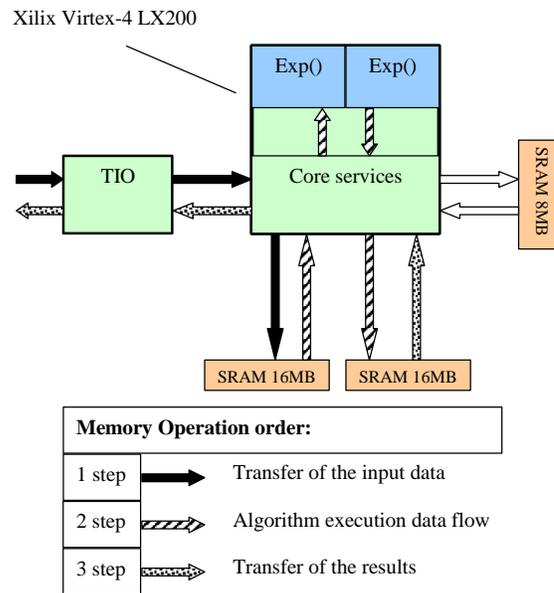 Xilix Virtex-4 LX200
Exp() Exp()
TIO
Core services
SRAM 8MB
SRAM 16MB SRAM 16MB
Memory Operation order:
1 step Transfer of the input data
2 step Algorithm execution data flow
3 step Transfer of the results